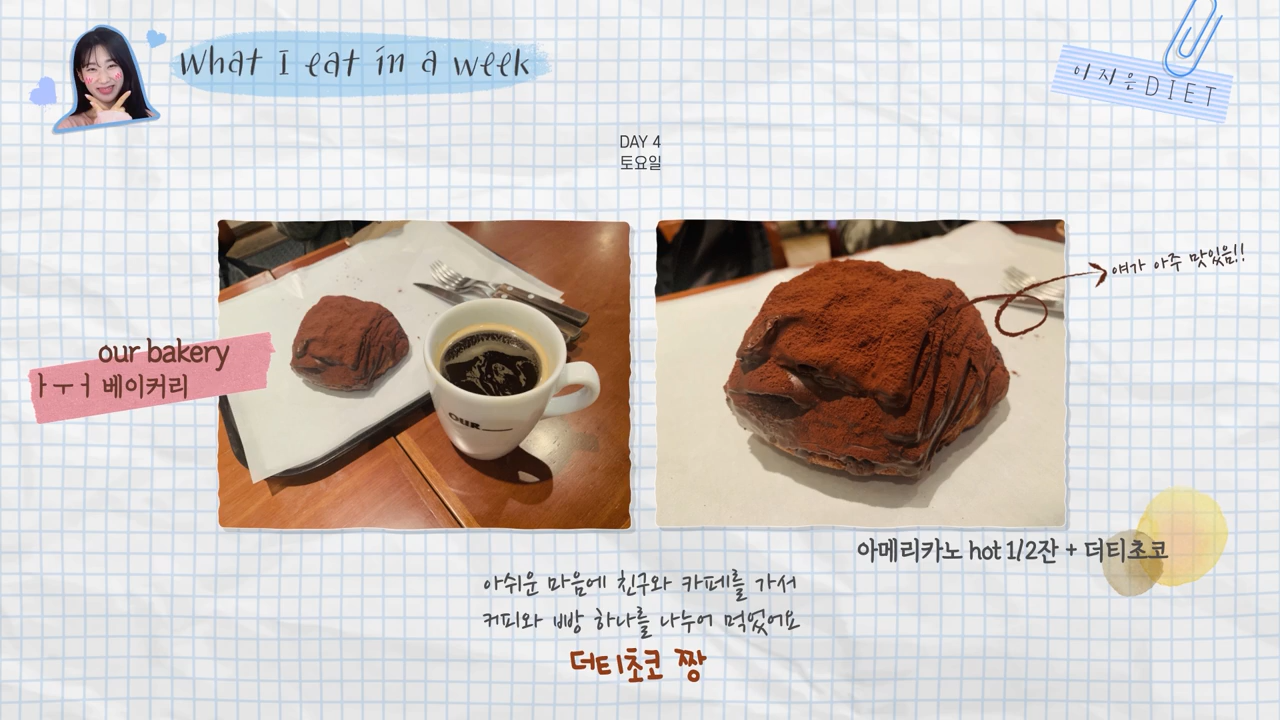 What I eat in a week
이지은DIET
DAY 4
토요일
얘가 아주 맛있음!!
our bakery
ㅏㅜㅓ 베이커리
OUR
아메리카노 hot 1/2잔 + 더티초코
아쉬운 마음에 친구와 카페를 가서
커피와 빵 하나를 나누어 먹었어요
더티초코 짱